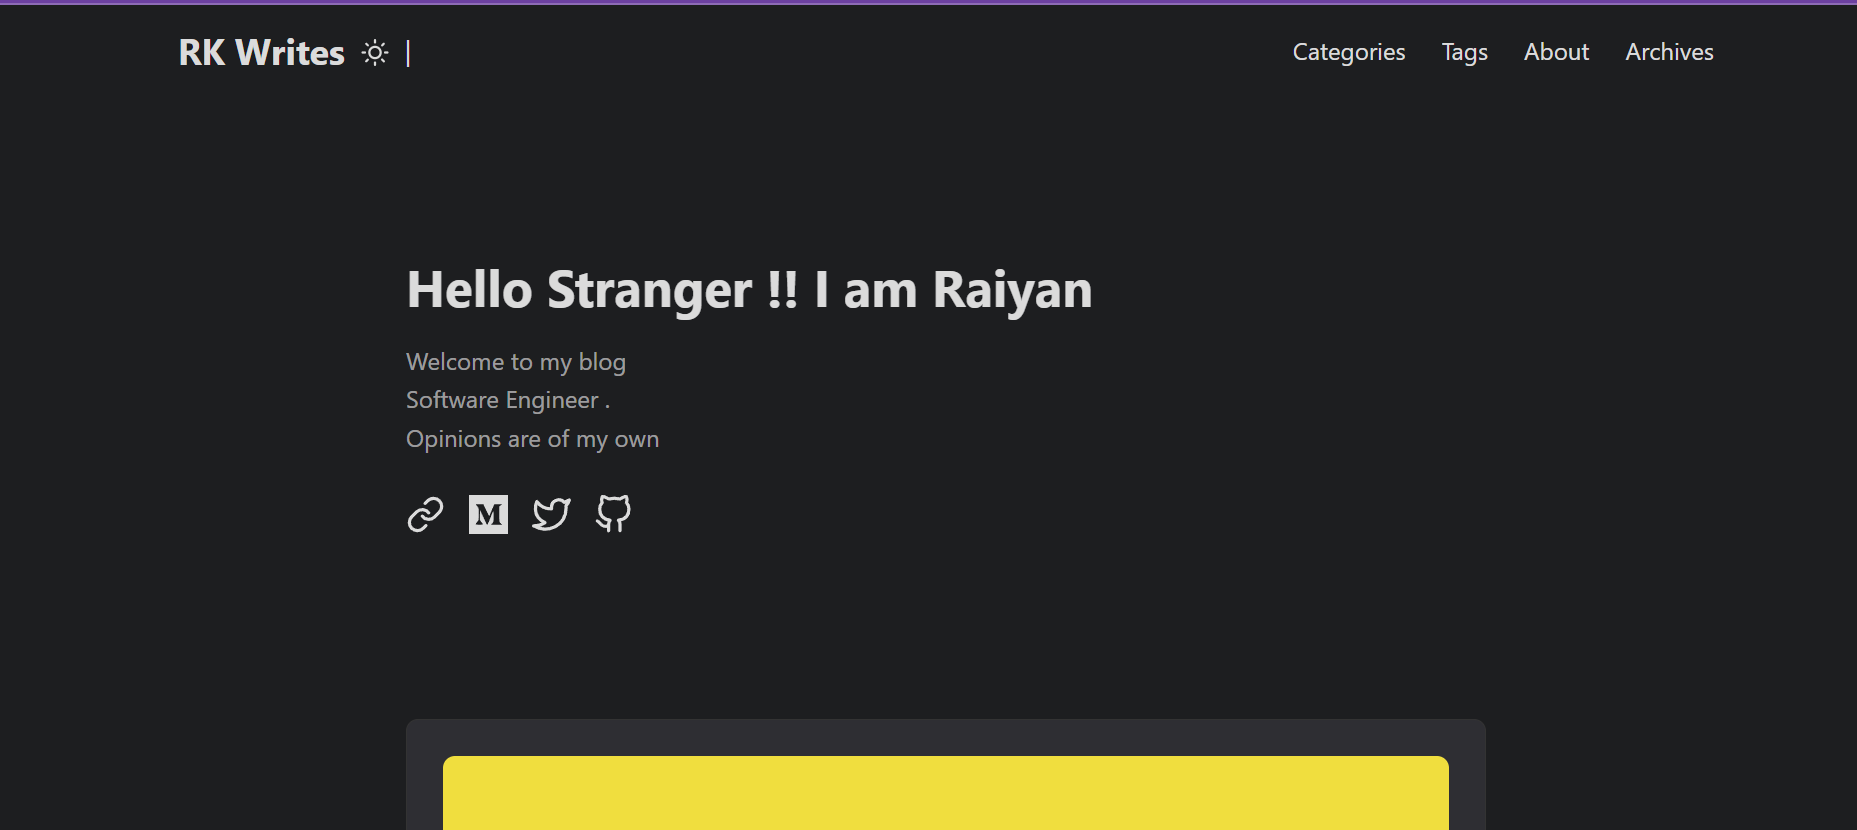 RK Writes |
Categories Tags About Archives
Hello Stranger !! I am Raiyan
Welcome to my blog
Software Engineer .
Opinions are of my own
M